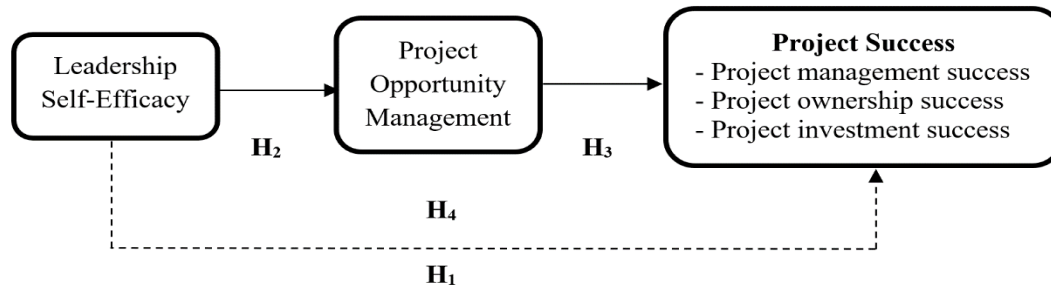 Leadership
Self-Efficacy
Project
Opportunity
Management
Project Success
- Project management success
- Project ownership success
- Project investment success
H₂
H₃
H₄
H₁